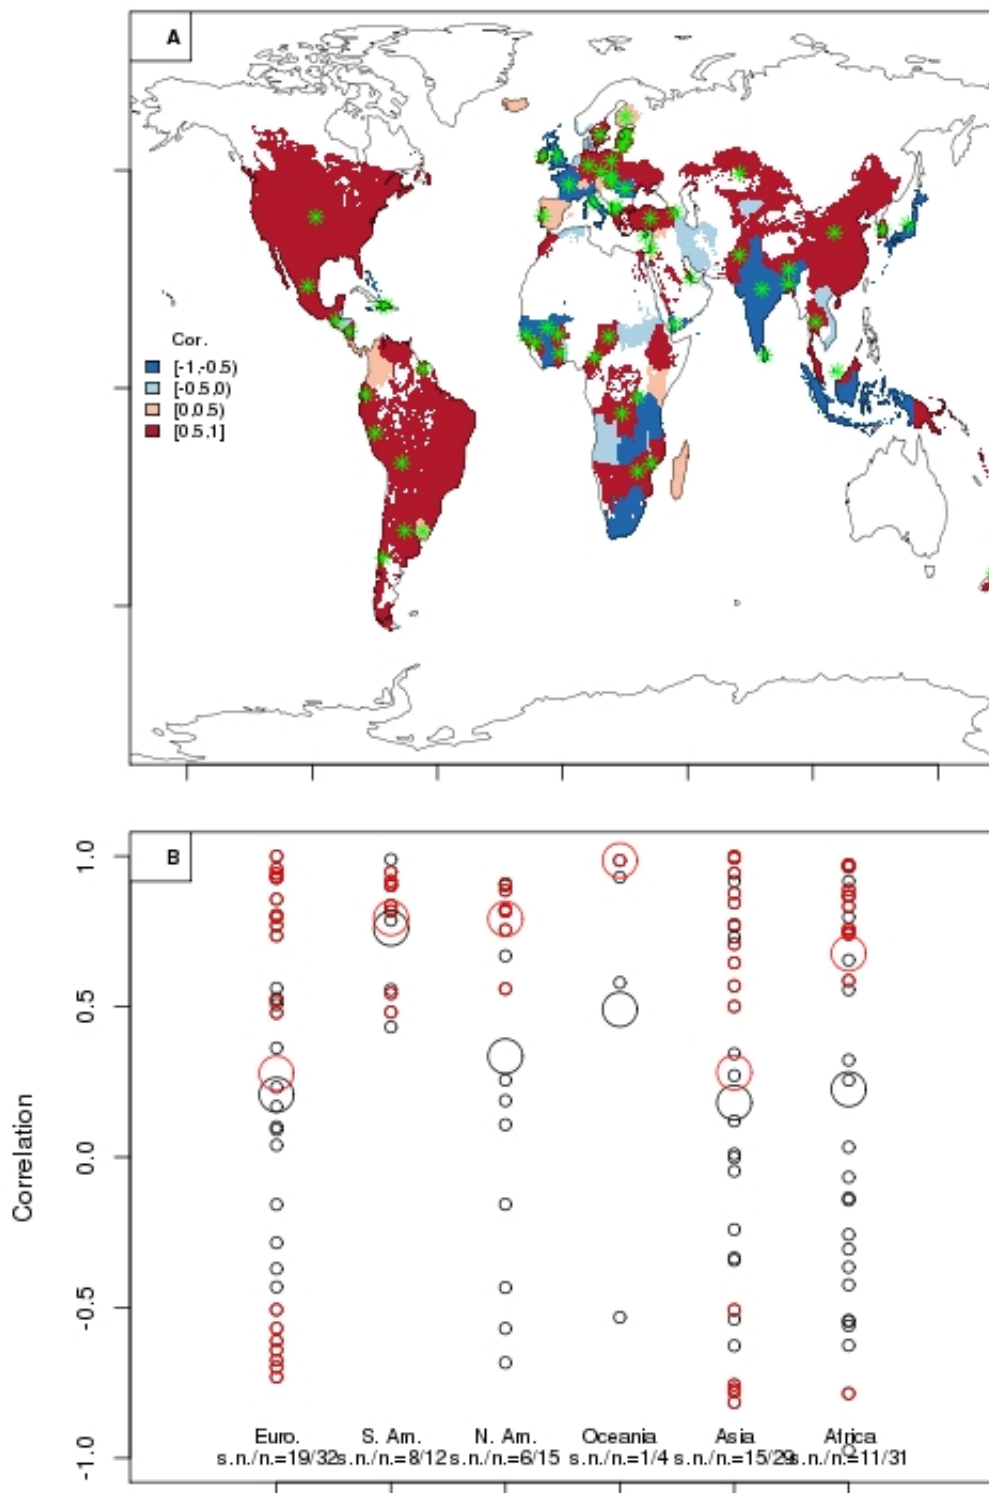 A
Cor.
[-1,-0.5)
[-0.5,0)
[0,0.5)
[0.5,1]
B
1.0
0.5
0.0
-0.5
-1.0
Correlation
Euro. S. Am. N. Am. Oceania Asia Africa
s.n./n.=19/32 s.n./n.=8/12 s.n./n.=6/15 s.n./n.=1/4 s.n./n.=15/29 s.n./n.=11/31